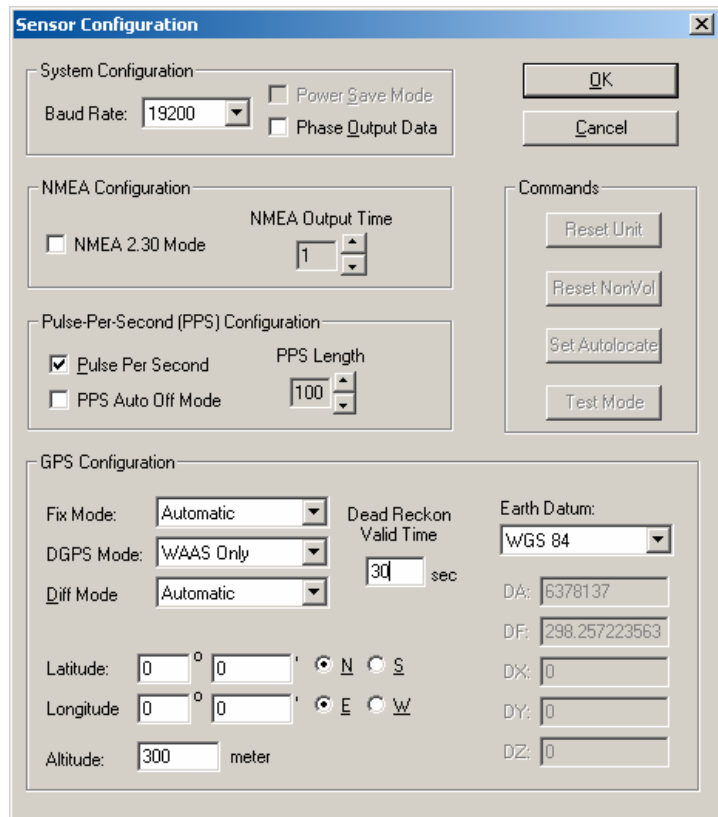 Sensor Configuration
System Configuration
Baud Rate: 19200
Power Save Mode
Phase Output Data
OK
Cancel
NMEA Configuration
NMEA 2.30 Mode
NMEA Output Time
1
Commands
Reset Unit
Reset NonVol
Set Autolocate
Test Mode
Pulse-Per-Second (PPS) Configuration
Pulse Per Second
PPS Auto Off Mode
PPS Length
100
GPS Configuration
Fix Mode: Automatic
DGPS Mode: WAAS Only
Diff Mode Automatic
Dead Reckon
Valid Time
30 sec
Earth Datum:
WGS 84
DA: 6378137
DF: 298.257223563
DX: 0
DY: 0
DZ: 0
Latitude: 0 ° 0 ' N S
Longitude 0 ° 0 ' E W
Altitude: 300 meter